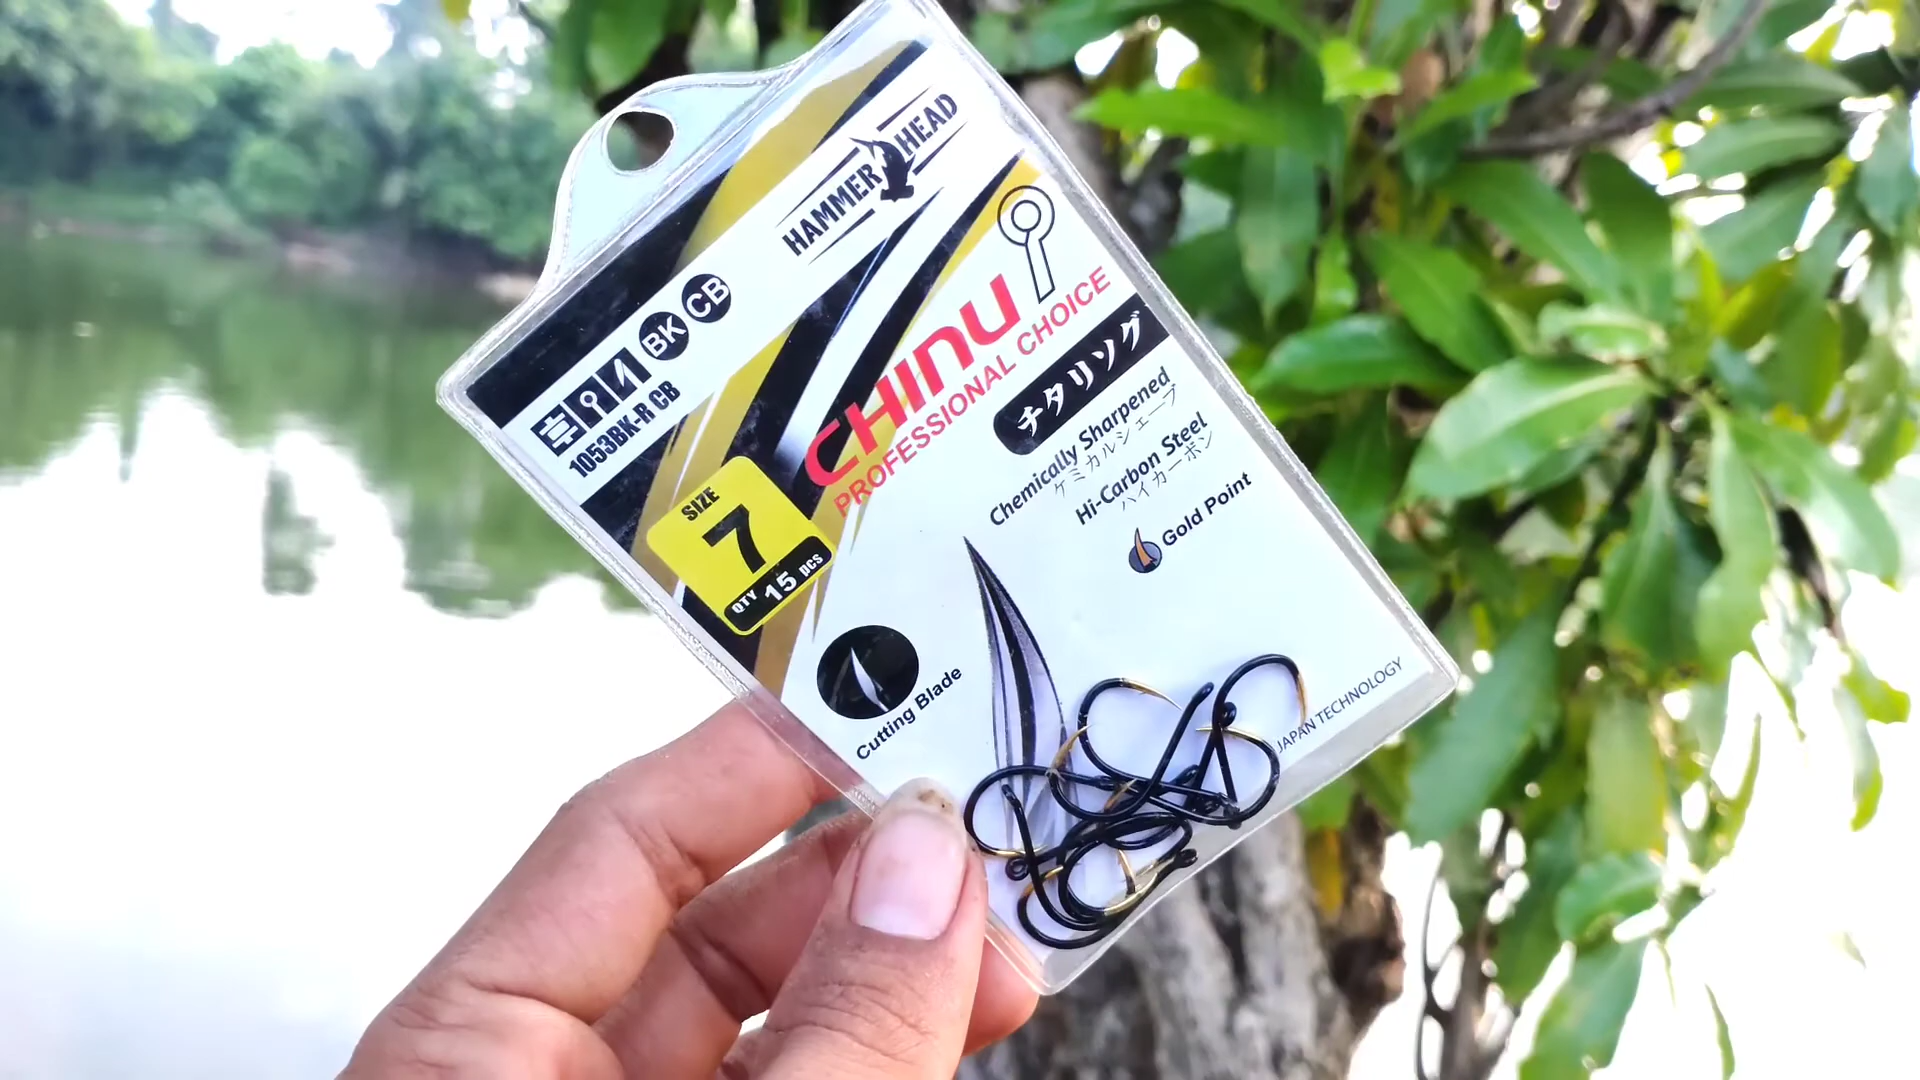 HAMMER HEAD
BK CB
1053BK-R CB
CHINU
PROFESSIONAL CHOICE
チタリソグ
SIZE
7
QTY 15 pcs
Chemically Sharpened
ケミカルシェープ
Hi-Carbon Steel
ハイカーボン
Gold Point
Cutting Blade
JAPAN TECHNOLOGY